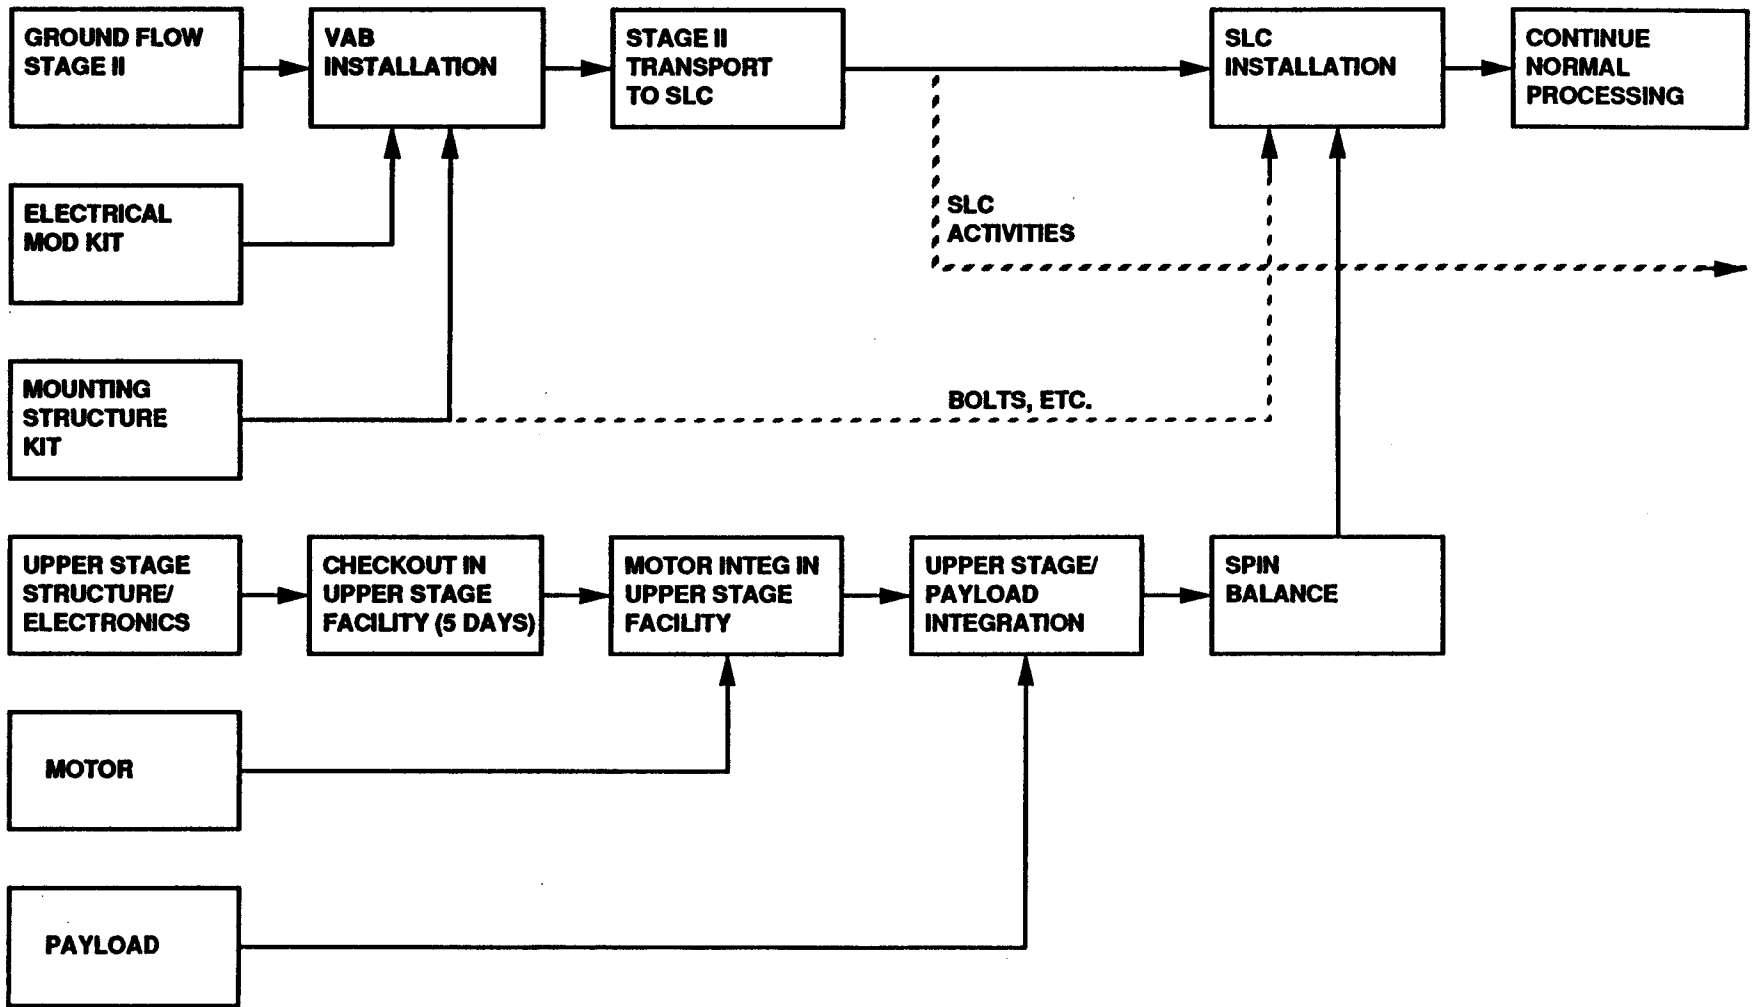 GROUND FLOW
STAGE II
VAB
INSTALLATION
STAGE II
TRANSPORT
TO SLC
SLC
INSTALLATION
CONTINUE
NORMAL
PROCESSING
ELECTRICAL
MOD KIT
SLC
ACTIVITIES
MOUNTING
STRUCTURE
KIT
BOLTS, ETC.
UPPER STAGE
STRUCTURE/
ELECTRONICS
CHECKOUT IN
UPPER STAGE
FACILITY (5 DAYS)
MOTOR INTEG IN
UPPER STAGE
FACILITY
UPPER STAGE/
PAYLOAD
INTEGRATION
SPIN
BALANCE
MOTOR
PAYLOAD